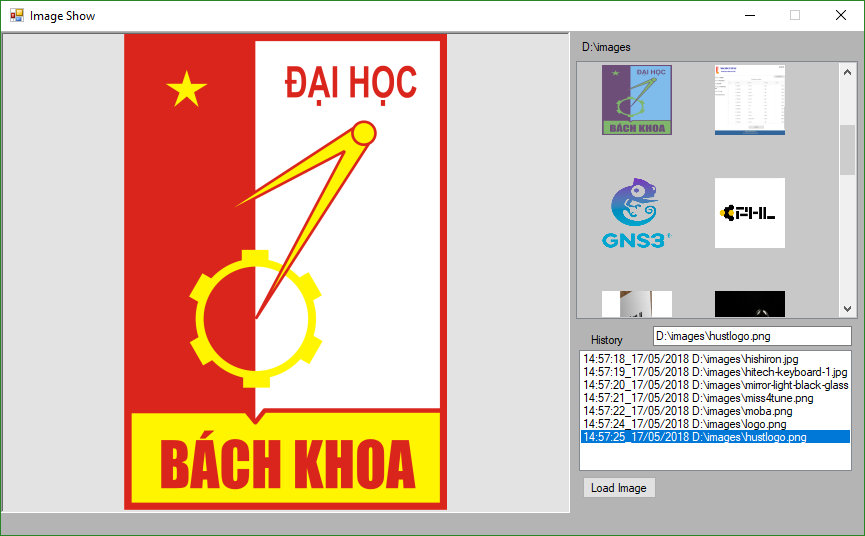 Image Show
ĐẠI HỌC
BÁCH KHOA
D:\images
ĐẠI HỌC
BÁCH KHOA
GNS3
History
D:\images\hustlogo.png
14:57:18_17/05/2018 D:\images\hishiron.jpg
14:57:19_17/05/2018 D:\images\hitech-keyboard-1.jpg
14:57:20_17/05/2018 D:\images\mirror-light-black-glass
14:57:21_17/05/2018 D:\images\miss4tune.png
14:57:22_17/05/2018 D:\images\moba.png
14:57:24_17/05/2018 D:\images\logo.png
14:57:25_17/05/2018 D:\images\hustlogo.png
Load Image